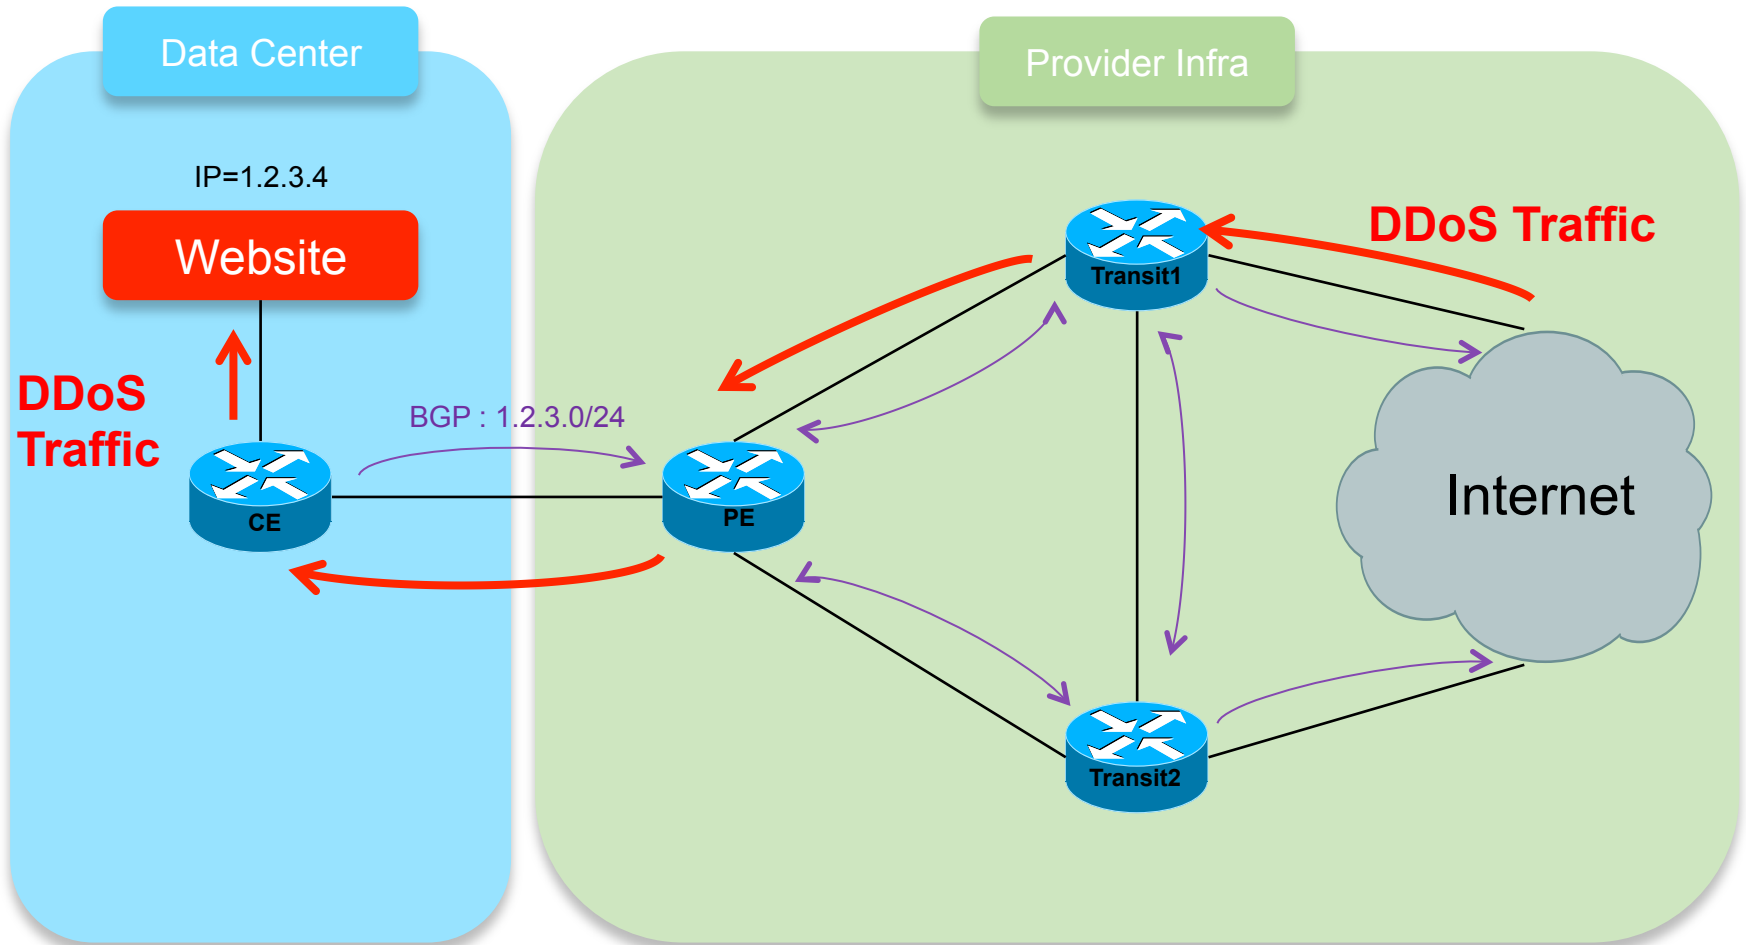 Data Center
Provider Infra
IP=1.2.3.4
Website
DDoS Traffic
Transit1
DDoS
Traffic
BGP : 1.2.3.0/24
CE
PE
Internet
Transit2